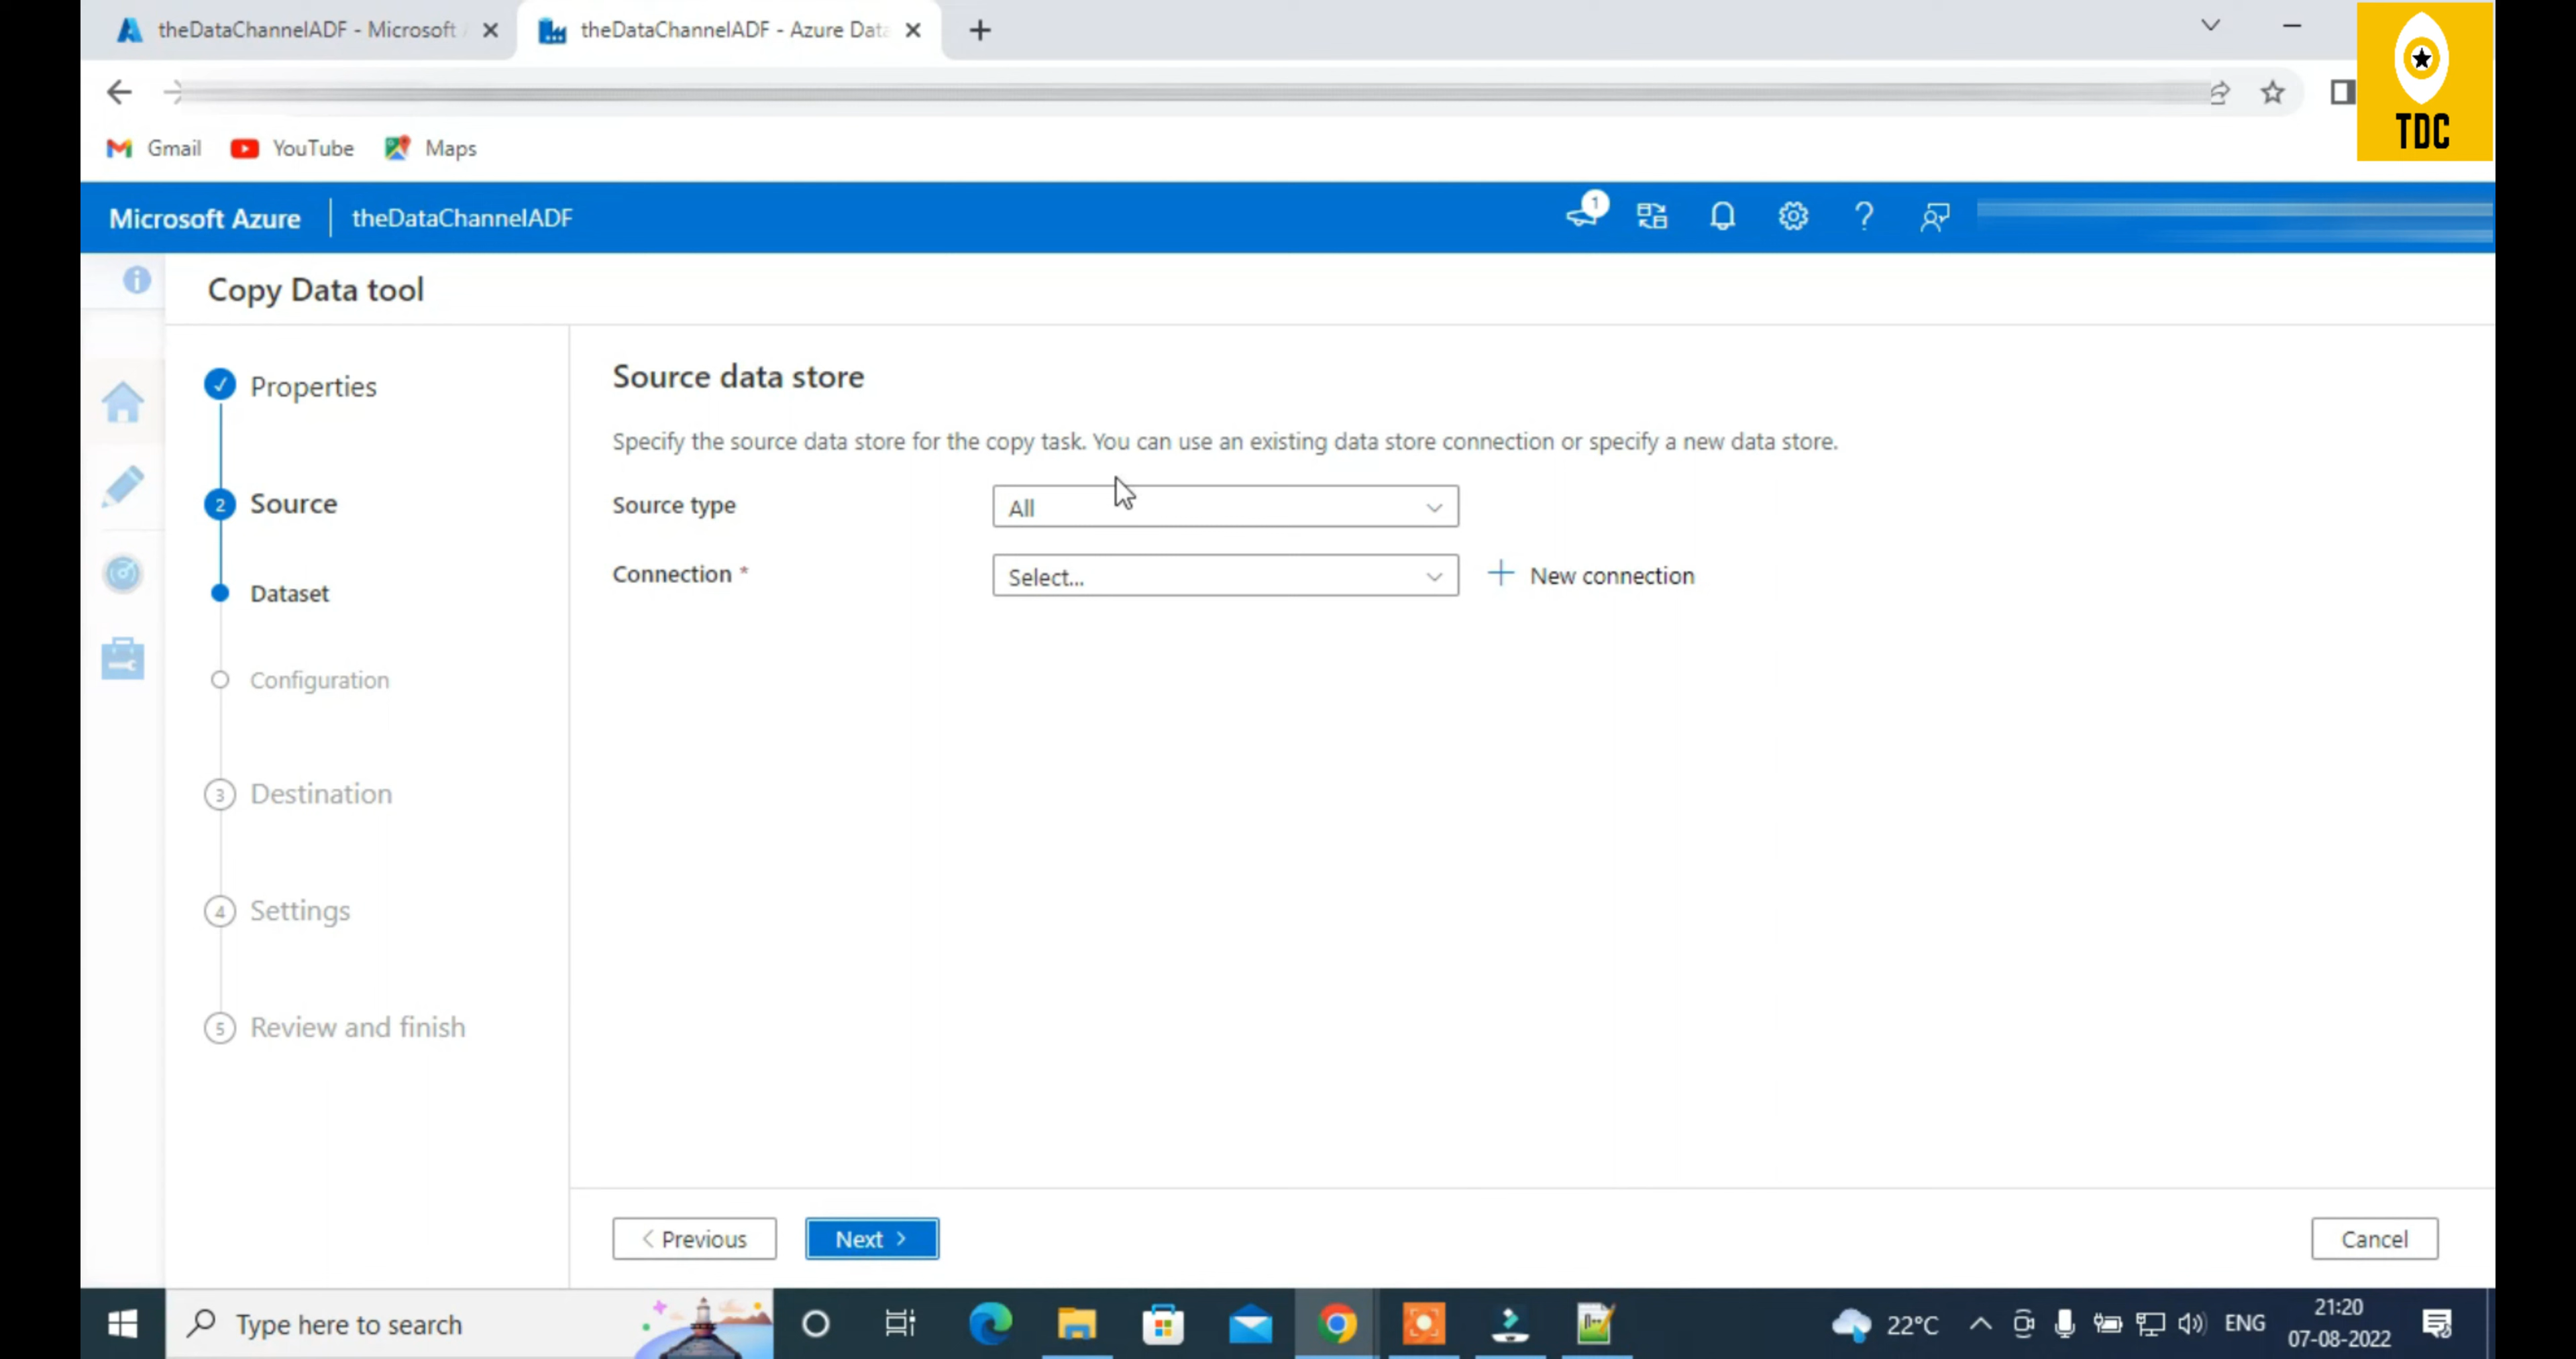 theDataChannelADF - Microsoft
theDataChannelADF - Azure Data
TDC
Gmail
YouTube
Maps
Microsoft Azure
theDataChannelADF
1
Copy Data tool
Properties
2 Source
Dataset
Configuration
3 Destination
4 Settings
5 Review and finish
Source data store
Specify the source data store for the copy task. You can use an existing data store connection or specify a new data store.
Source type
All
Connection *
Select...
New connection
Previous
Next
Cancel
Type here to search
22°C
ENG
21:20
07-08-2022